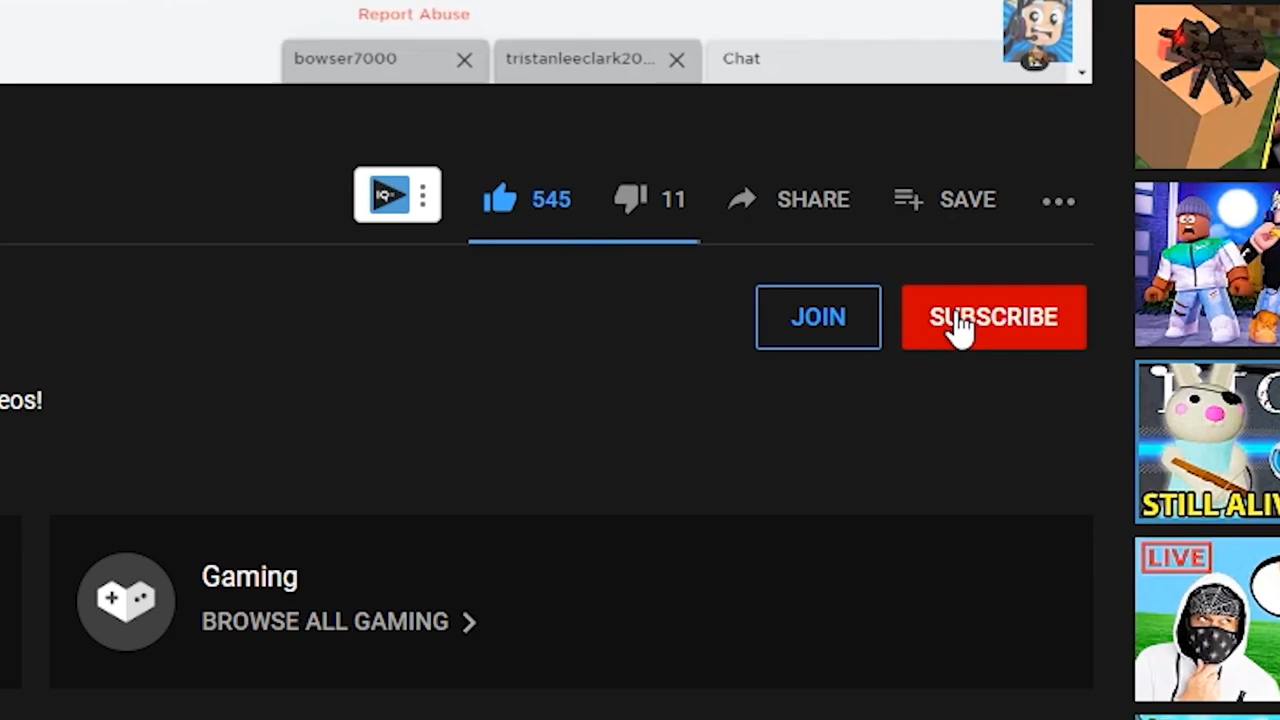 Report Abuse
bowser7000
tristanleeclark20...
Chat
IQ
545
11
SHARE
SAVE
JOIN
SUBSCRIBE
eos!
STILL ALIV
LIVE
Gaming
BROWSE ALL GAMING